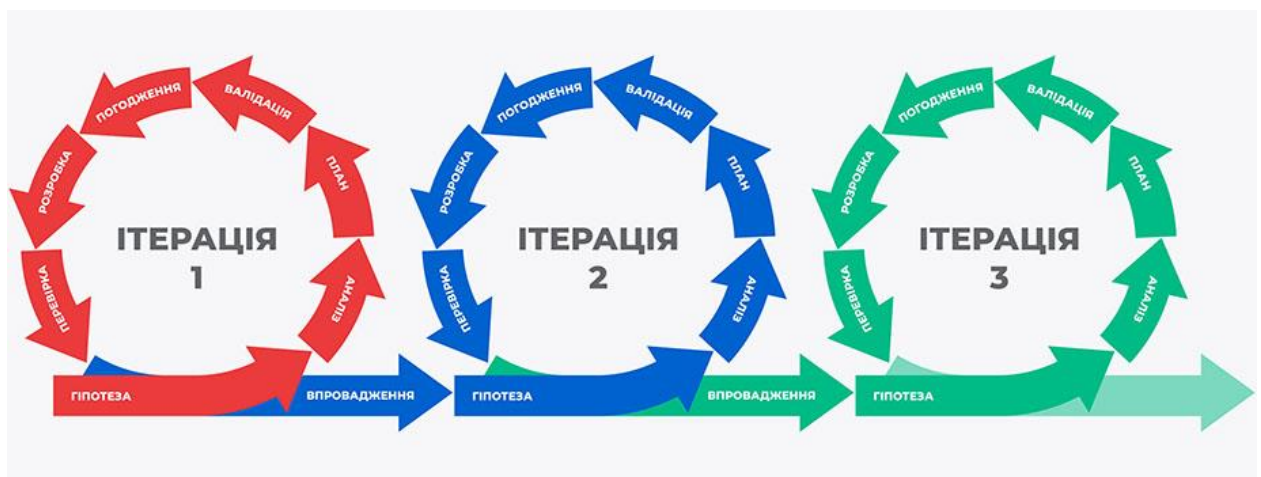 ГІПОТЕЗА
АНАЛІЗ
ПЛАН
ВАЛІДАЦІЯ
ПОГОДЖЕННЯ
РОЗРОБКА
ПЕРЕВІРКА
ІТЕРАЦІЯ
1
ВПРОВАДЖЕННЯ
ГІПОТЕЗА
АНАЛІЗ
ПЛАН
ВАЛІДАЦІЯ
ПОГОДЖЕННЯ
РОЗРОБКА
ПЕРЕВІРКА
ІТЕРАЦІЯ
2
ВПРОВАДЖЕННЯ
ГІПОТЕЗА
АНАЛІЗ
ПЛАН
ВАЛІДАЦІЯ
ПОГОДЖЕННЯ
РОЗРОБКА
ПЕРЕВІРКА
ІТЕРАЦІЯ
3